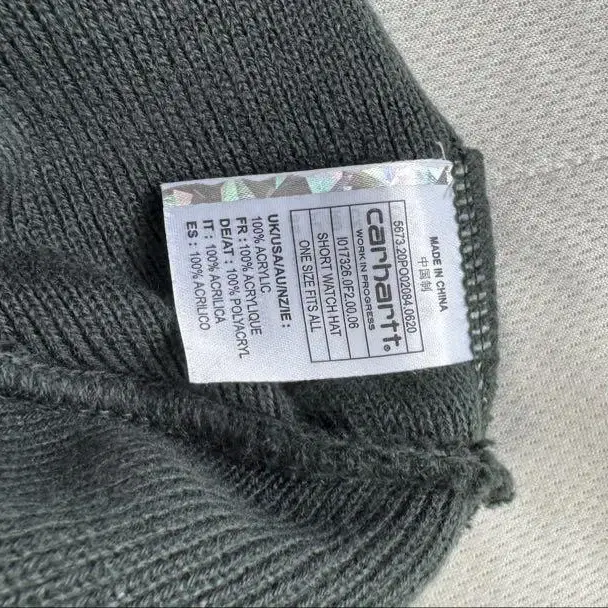 MADE IN CHINA
中国制
5673.20PO02084.0620
carhartt®
WORK IN PROGRESS
I017326.0F2.00.06
SHORT WATCH HAT
ONE SIZE FITS ALL
UK/USA/AU/NZ/IE :
100% ACRYLIC
FR : 100% ACRYLIQUE
DE/AT : 100% POLYACRYL
IT : 100% ACRILICA
ES : 100% ACRILICO